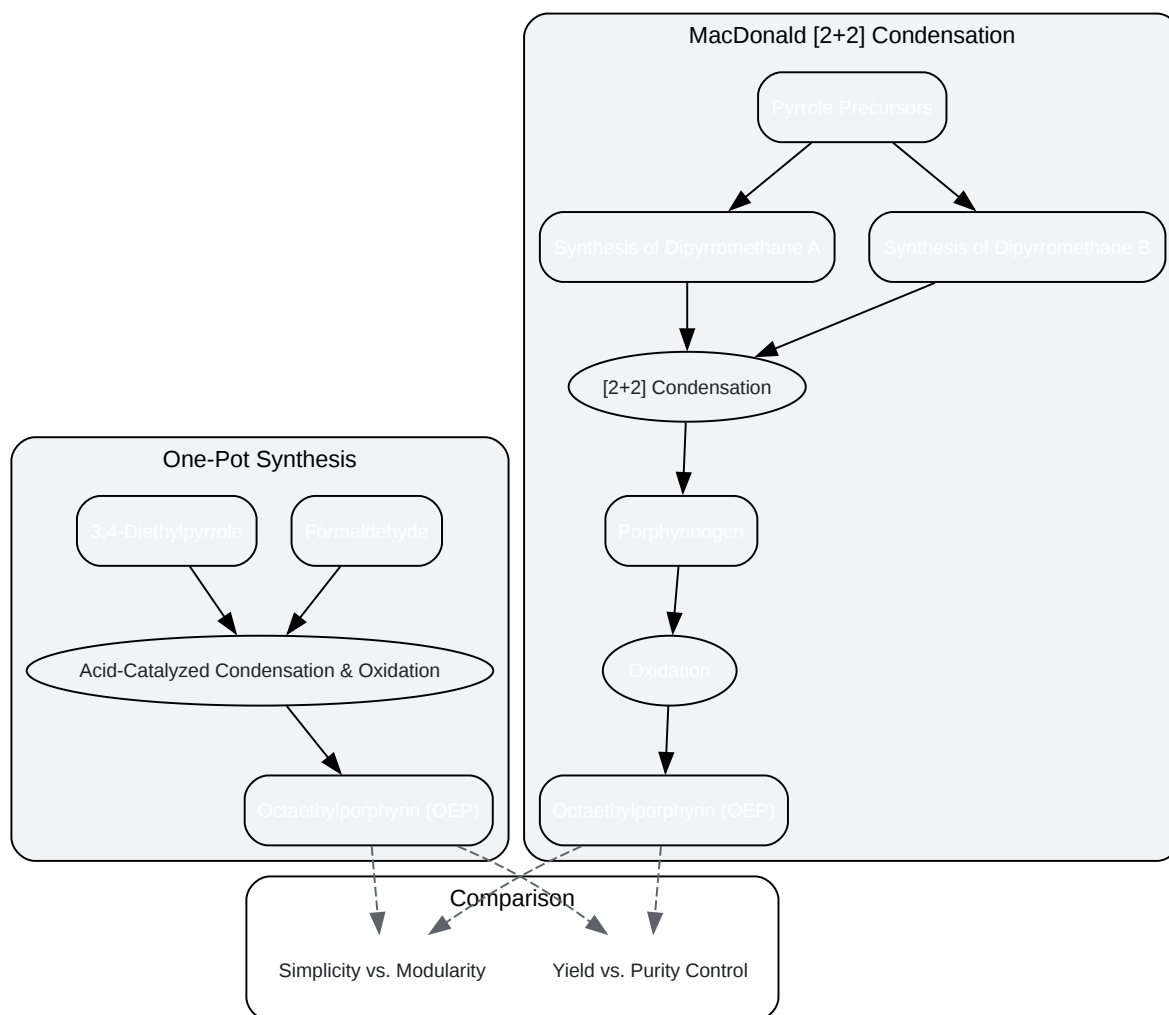 MacDonald [2+2] Condensation
Pyrrole Precursors
Synthesis of Dipyrromethane A
Synthesis of Dipyrromethane B
[2+2] Condensation
Porphyrinogen
Oxidation
Octaethylporphyrin (OEP)
One-Pot Synthesis
3,4-Diethylpyrrole
Formaldehyde
Acid-Catalyzed Condensation & Oxidation
Octaethylporphyrin (OEP)
Comparison
Simplicity vs. Modularity
Yield vs. Purity Control